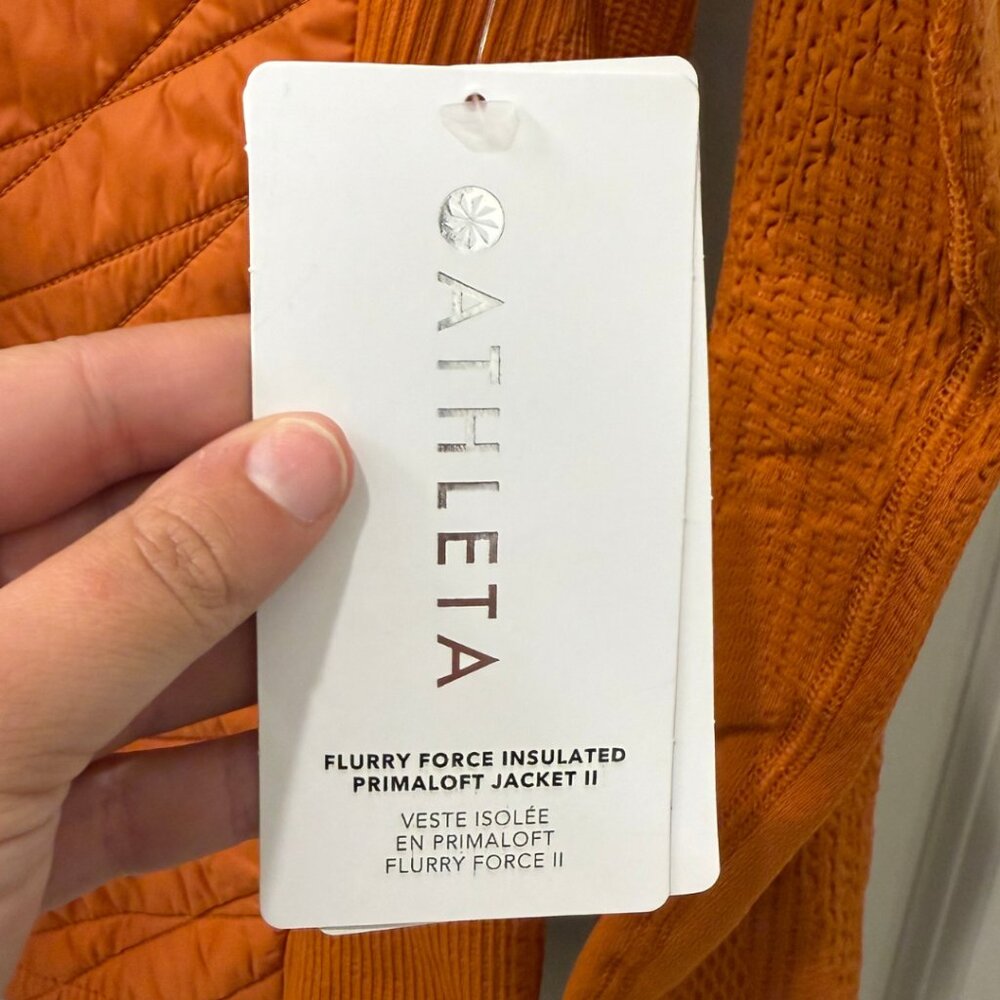 ATHLETA
FLURRY FORCE INSULATED
PRIMALOFT JACKET II
VESTE ISOLÉE
EN PRIMALOFT
FLURRY FORCE II